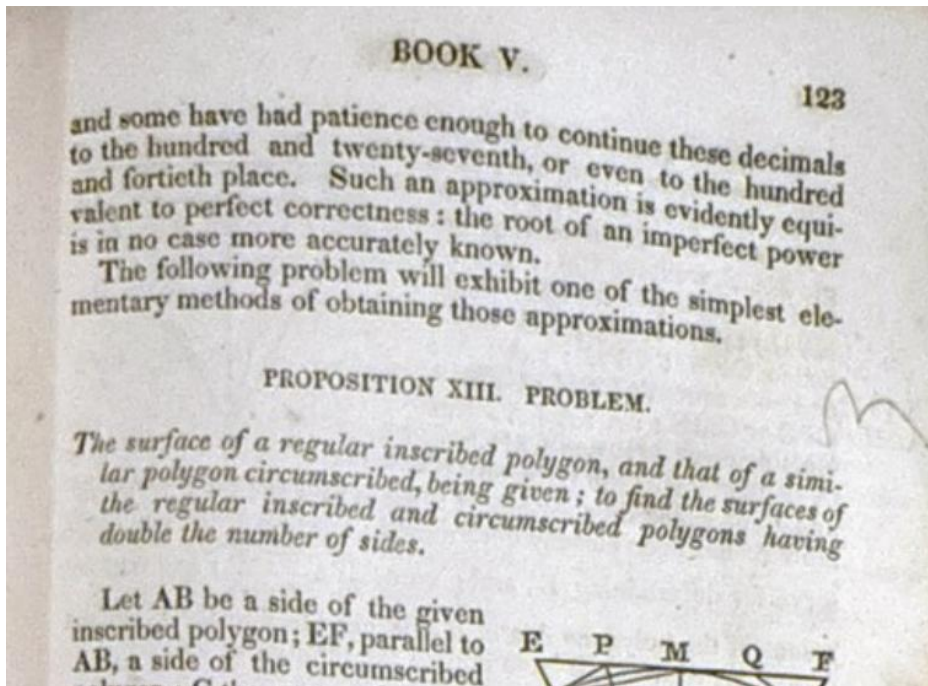 BOOK V.
123
and some have had patience enough to continue these decimals
to the hundred and twenty-seventh, or even to the hundred
and fortieth place. Such an approximation is evidently equi-
valent to perfect correctness : the root of an imperfect power
is in no case more accurately known.
The following problem will exhibit one of the simplest ele-
mentary methods of obtaining those approximations.
PROPOSITION XIII. PROBLEM.
The surface of a regular inscribed polygon, and that of a simi-
lar polygon circumscribed, being given ; to find the surfaces of
the regular inscribed and circumscribed polygons having
double the number of sides.
Let AB be a side of the given
inscribed polygon; EF, parallel to
AB, a side of the circumscribed
E P M Q F